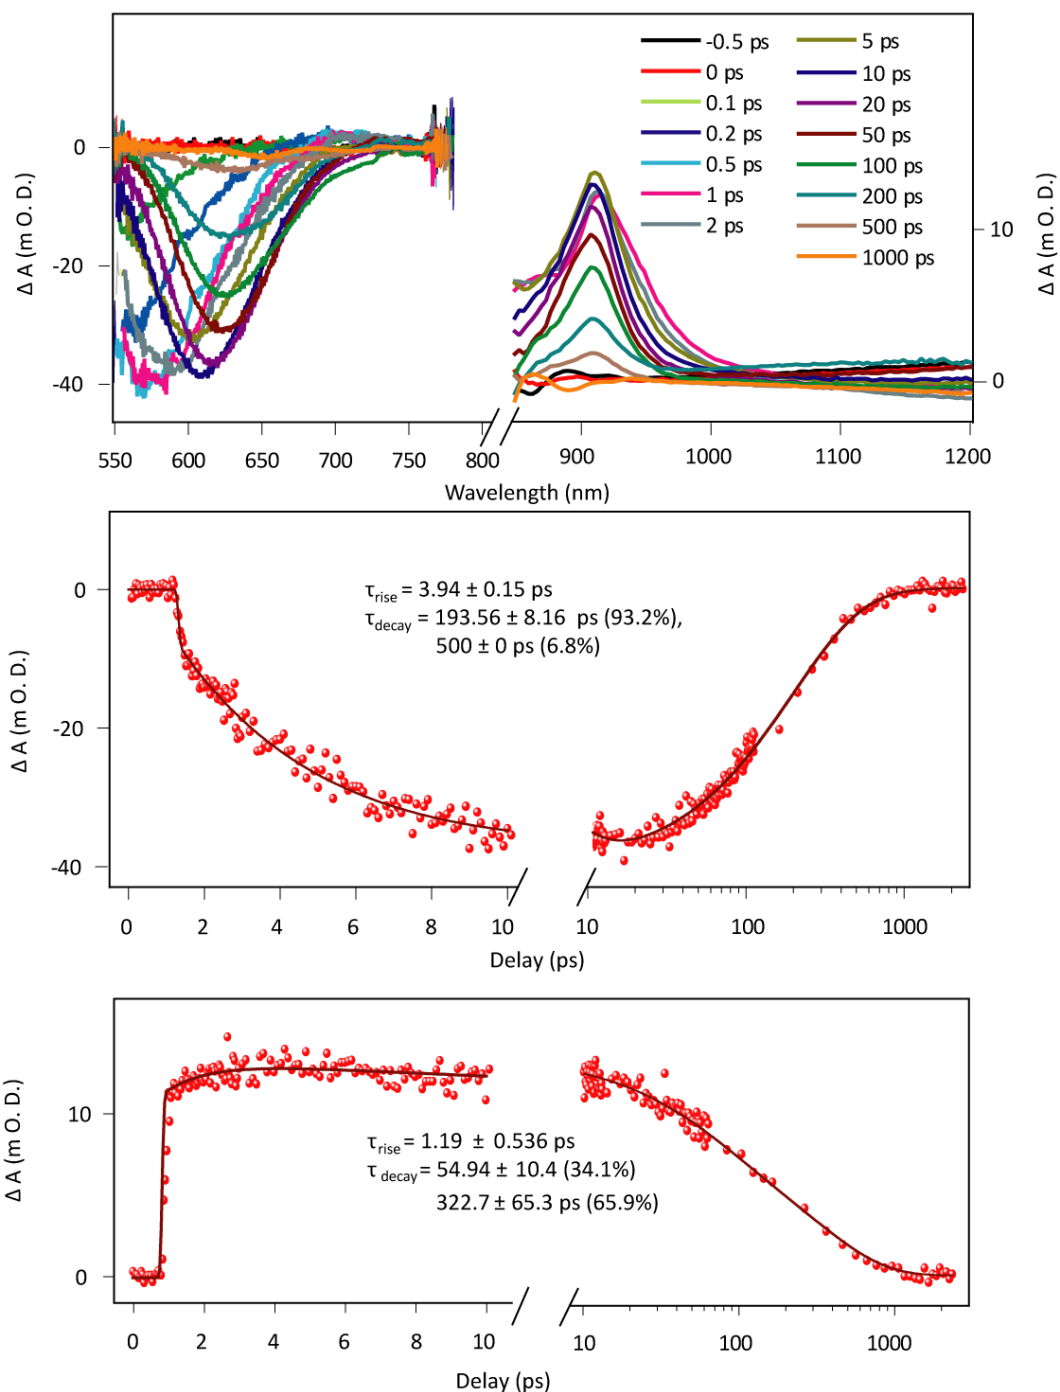 -0.5 ps
0 ps
0.1 ps
0.2 ps
0.5 ps
1 ps
2 ps
5 ps
10 ps
20 ps
50 ps
100 ps
200 ps
500 ps
1000 ps
0
-20
-40
Δ A (m O. D.)
10
0
Δ A (m O. D.)
550 600 650 700 750 800 900 1000 1100 1200
Wavelength (nm)
τrise = 3.94 ± 0.15 ps
τdecay = 193.56 ± 8.16 ps (93.2%),
500 ± 0 ps (6.8%)
0
-20
-40
Δ A (m O. D.)
0 2 4 6 8 10 10 100 1000
Delay (ps)
τrise = 1.19 ± 0.536 ps
τ decay = 54.94 ± 10.4 (34.1%)
322.7 ± 65.3 ps (65.9%)
10
0
Δ A (m O. D.)
0 2 4 6 8 10 10 100 1000
Delay (ps)